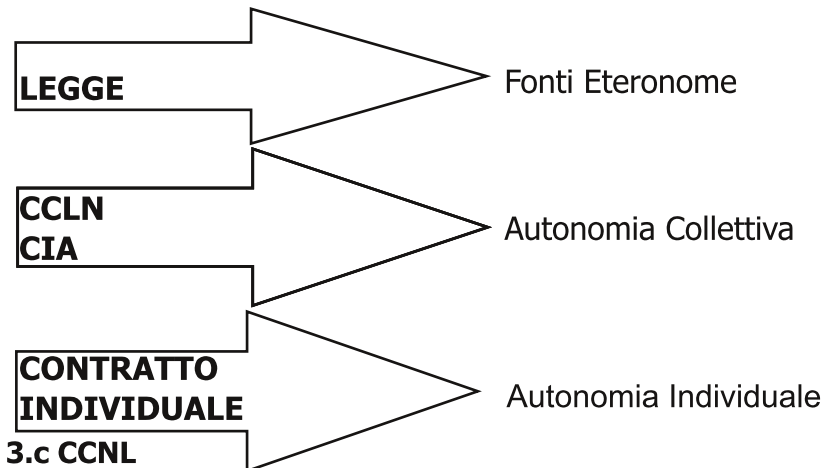 LEGGE
Fonti Eteronome
CCLN
CIA
Autonomia Collettiva
CONTRATTO
INDIVIDUALE
Autonomia Individuale
3.c CCNL